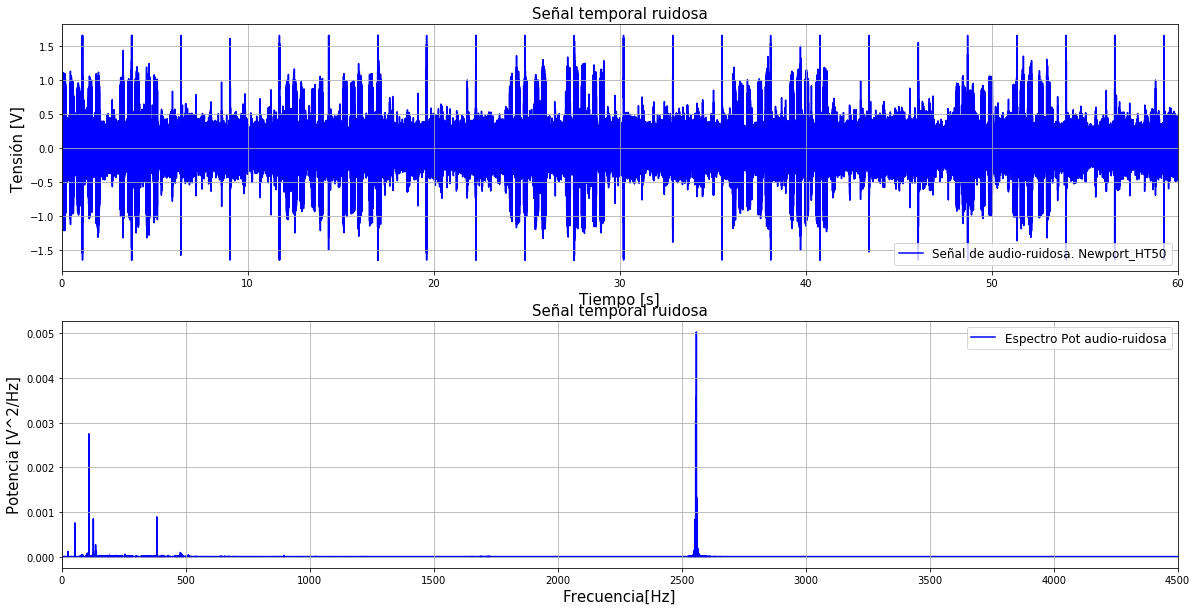 Señal temporal ruidosa
Tensión [V]
1.5
1.0
0.5
0.0
−0.5
−1.0
−1.5
Señal de audio-ruidosa. Newport_HT50
0 10 20 30 40 50 60
Tiempo [s]
Señal temporal ruidosa
Potencia [V^2/Hz]
0.005
0.004
0.003
0.002
0.001
0.000
Espectro Pot audio-ruidosa
0 500 1000 1500 2000 2500 3000 3500 4000 4500
Frecuencia[Hz]